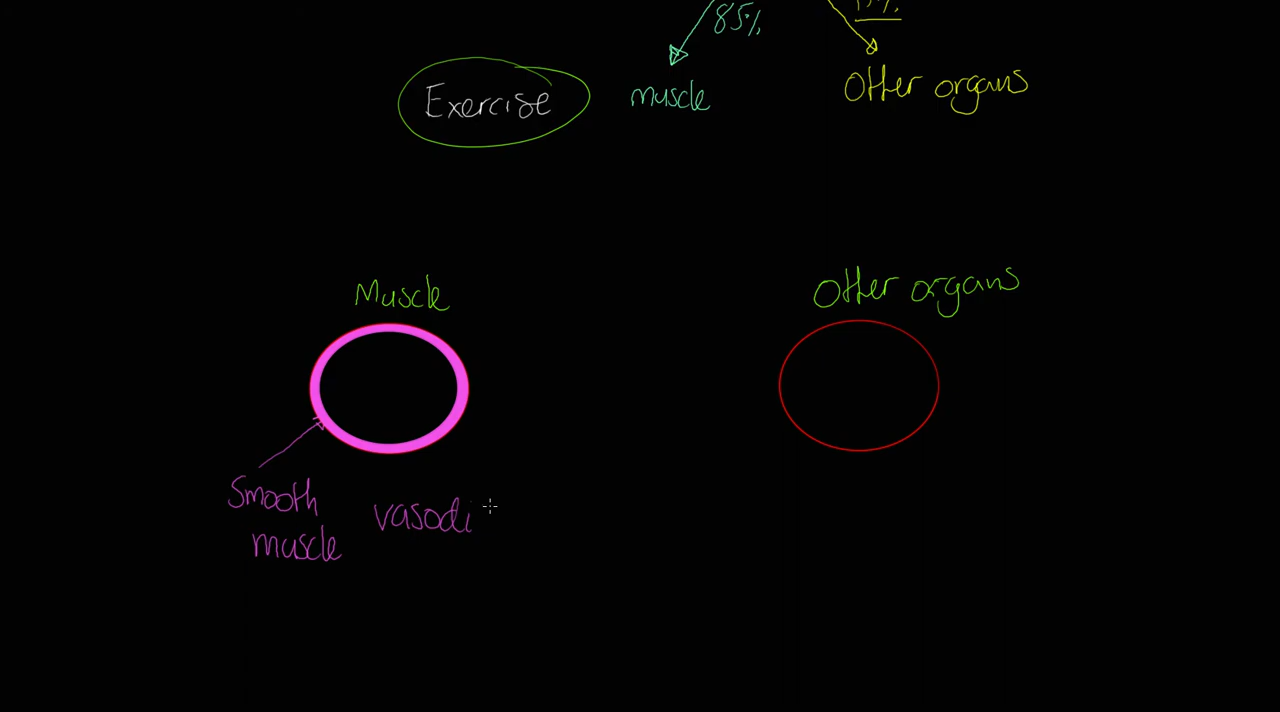 85%
Exercise
muscle
Other organs
Muscle
Other organs
Smooth
muscle
vasodi